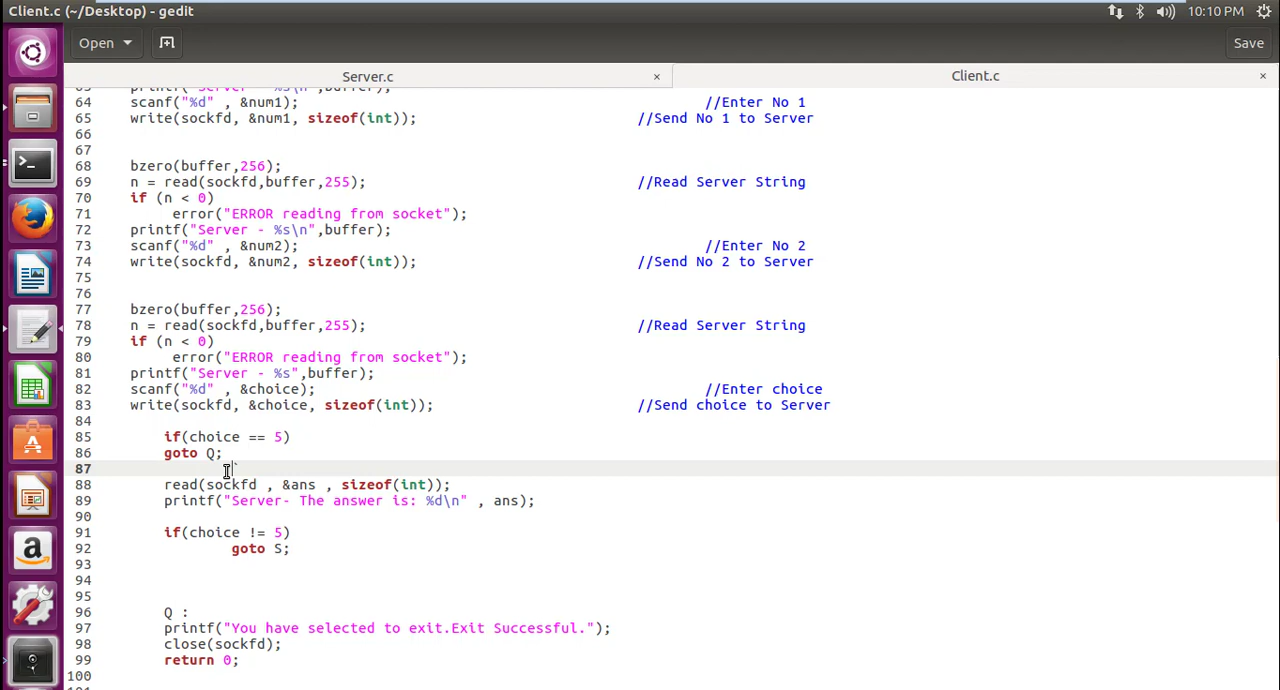 Client.c (~/Desktop) - gedit
10:10 PM
Open
Save
Server.c ×
Client.c ×
63 printf("Server - %s\n",buffer);
64 scanf("%d" , &num1); //Enter No 1
65 write(sockfd, &num1, sizeof(int)); //Send No 1 to Server
66
67
68 bzero(buffer,256);
69 n = read(sockfd,buffer,255); //Read Server String
70 if (n < 0)
71 error("ERROR reading from socket");
72 printf("Server - %s\n",buffer);
73 scanf("%d" , &num2); //Enter No 2
74 write(sockfd, &num2, sizeof(int)); //Send No 2 to Server
75
76
77 bzero(buffer,256);
78 n = read(sockfd,buffer,255); //Read Server String
79 if (n < 0)
80 error("ERROR reading from socket");
81 printf("Server - %s",buffer);
82 scanf("%d" , &choice); //Enter choice
83 write(sockfd, &choice, sizeof(int)); //Send choice to Server
84
85 if(choice == 5)
86 goto Q;
87 `
88 read(sockfd , &ans , sizeof(int));
89 printf("Server- The answer is: %d\n" , ans);
90
91 if(choice != 5)
92 goto S;
93
94
95
96 Q :
97 printf("You have selected to exit.Exit Successful.");
98 close(sockfd);
99 return 0;
100
101